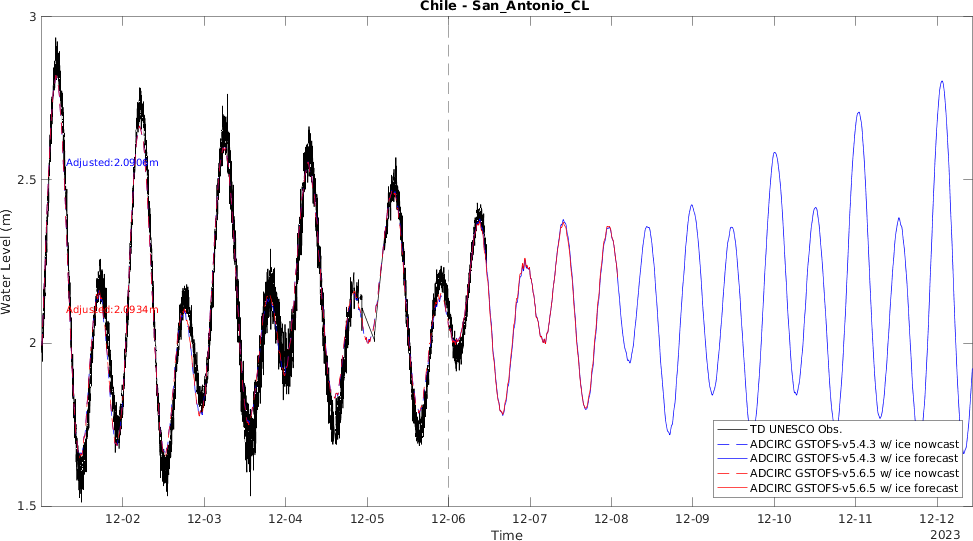 Chile - San_Antonio_CL
3
2.5
2
1.5
Water Level (m)
Adjusted:2.0906m
Adjusted:2.0934m
TD UNESCO Obs.
ADCIRC GSTOFS-v5.4.3 w/ ice nowcast
ADCIRC GSTOFS-v5.4.3 w/ ice forecast
ADCIRC GSTOFS-v5.6.5 w/ ice nowcast
ADCIRC GSTOFS-v5.6.5 w/ ice forecast
12-02 12-03 12-04 12-05 12-06 12-07 12-08 12-09 12-10 12-11 12-12
Time
2023